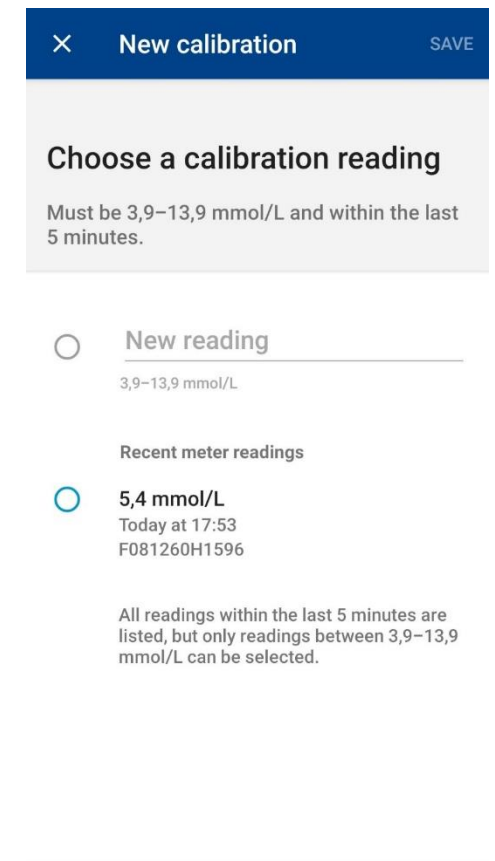 New calibration SAVE
Choose a calibration reading
Must be 3,9–13,9 mmol/L and within the last
5 minutes.
New reading
3,9–13,9 mmol/L
Recent meter readings
5,4 mmol/L
Today at 17:53
F081260H1596
All readings within the last 5 minutes are
listed, but only readings between 3,9–13,9
mmol/L can be selected.